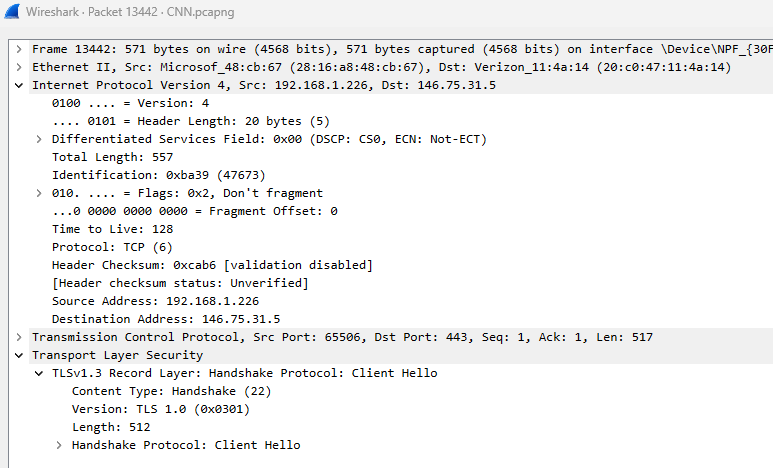 Wireshark · Packet 13442 · CNN.pcapng
Frame 13442: 571 bytes on wire (4568 bits), 571 bytes captured (4568 bits) on interface \Device\NPF_{30F
Ethernet II, Src: Microsof_48:cb:67 (28:16:a8:48:cb:67), Dst: Verizon_11:4a:14 (20:c0:47:11:4a:14)
Internet Protocol Version 4, Src: 192.168.1.226, Dst: 146.75.31.5
0100 .... = Version: 4
.... 0101 = Header Length: 20 bytes (5)
Differentiated Services Field: 0x00 (DSCP: CS0, ECN: Not-ECT)
Total Length: 557
Identification: 0xba39 (47673)
010. .... = Flags: 0x2, Don't fragment
...0 0000 0000 0000 = Fragment Offset: 0
Time to Live: 128
Protocol: TCP (6)
Header Checksum: 0xcab6 [validation disabled]
[Header checksum status: Unverified]
Source Address: 192.168.1.226
Destination Address: 146.75.31.5
Transmission Control Protocol, Src Port: 65506, Dst Port: 443, Seq: 1, Ack: 1, Len: 517
Transport Layer Security
TLSv1.3 Record Layer: Handshake Protocol: Client Hello
Content Type: Handshake (22)
Version: TLS 1.0 (0x0301)
Length: 512
Handshake Protocol: Client Hello